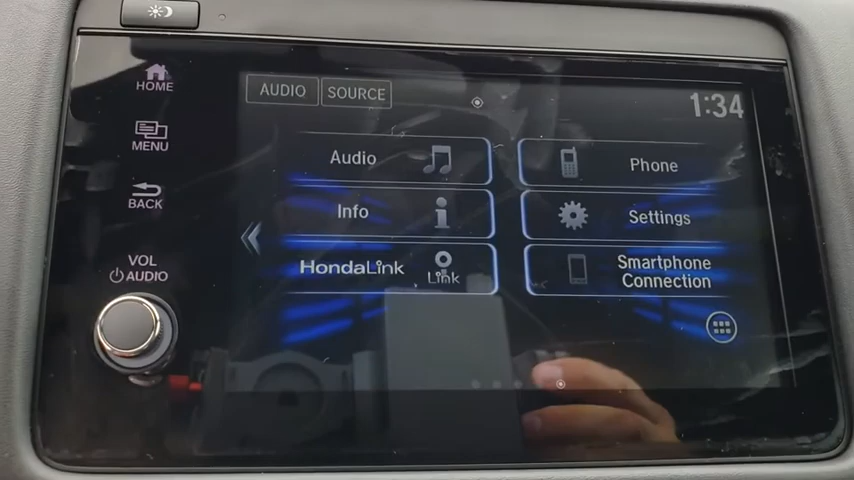 HOME
MENU
BACK
VOL
AUDIO
AUDIO SOURCE
1:34
Audio
Phone
Info
Settings
HondaLink
Link
Smartphone
Connection